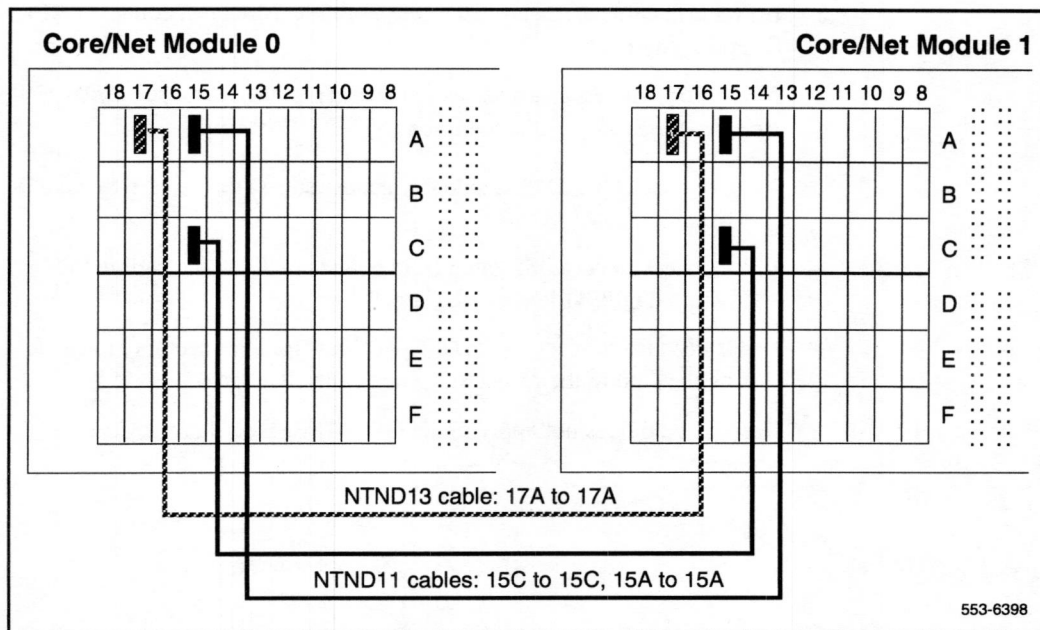 Core/Net Module 0
Core/Net Module 1
18 17 16 15 14 13 12 11 10 9 8
18 17 16 15 14 13 12 11 10 9 8
A
B
C
D
E
F
A
B
C
D
E
F
NTND13 cable: 17A to 17A
NTND11 cables: 15C to 15C, 15A to 15A
553-6398